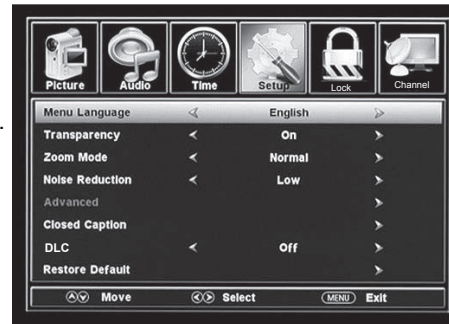 Picture Audio Time Setup Lock Channel
Menu Language English
Transparency On
Zoom Mode Normal
Noise Reduction Low
Advanced
Closed Caption
DLC Off
Restore Default
Move Select MENU Exit